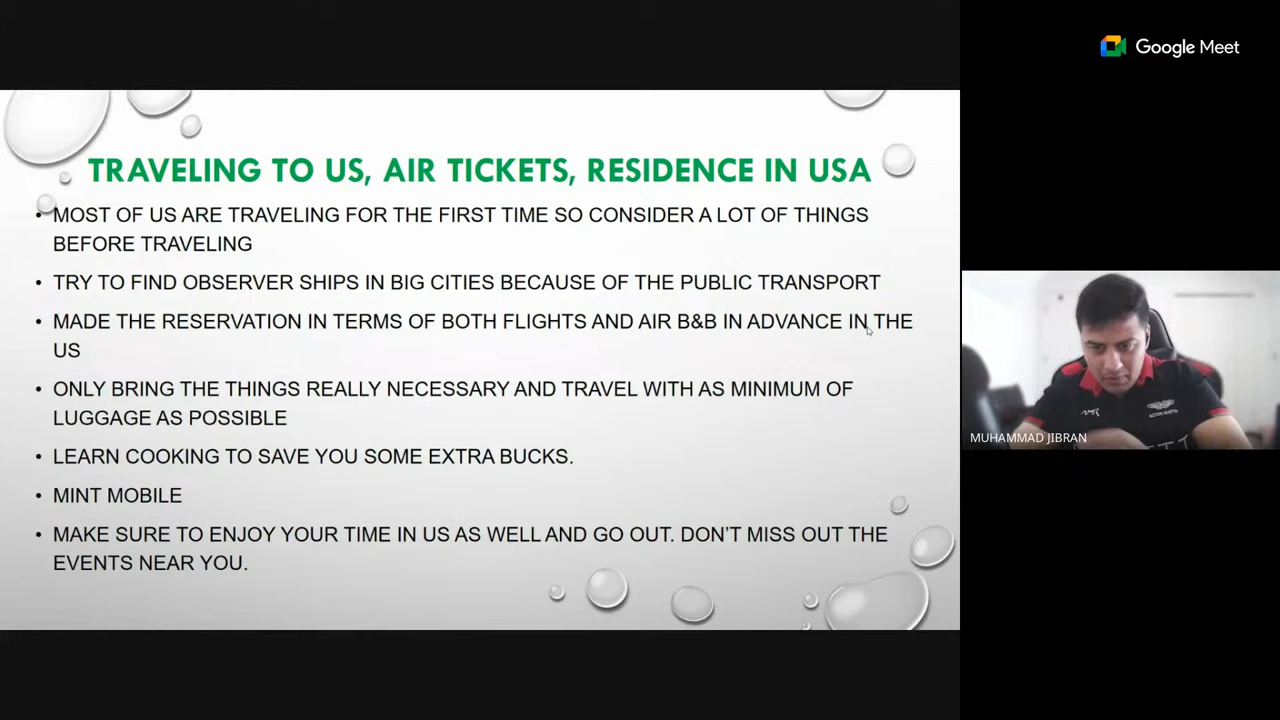 Google Meet
TRAVELING TO US, AIR TICKETS, RESIDENCE IN USA
• MOST OF US ARE TRAVELING FOR THE FIRST TIME SO CONSIDER A LOT OF THINGS
BEFORE TRAVELING
• TRY TO FIND OBSERVER SHIPS IN BIG CITIES BECAUSE OF THE PUBLIC TRANSPORT
• MADE THE RESERVATION IN TERMS OF BOTH FLIGHTS AND AIR B&B IN ADVANCE IN THE
US
• ONLY BRING THE THINGS REALLY NECESSARY AND TRAVEL WITH AS MINIMUM OF
LUGGAGE AS POSSIBLE
• LEARN COOKING TO SAVE YOU SOME EXTRA BUCKS.
• MINT MOBILE
• MAKE SURE TO ENJOY YOUR TIME IN US AS WELL AND GO OUT. DON'T MISS OUT THE
EVENTS NEAR YOU.
ASTON MARTIN
MUHAMMAD JIBRAN